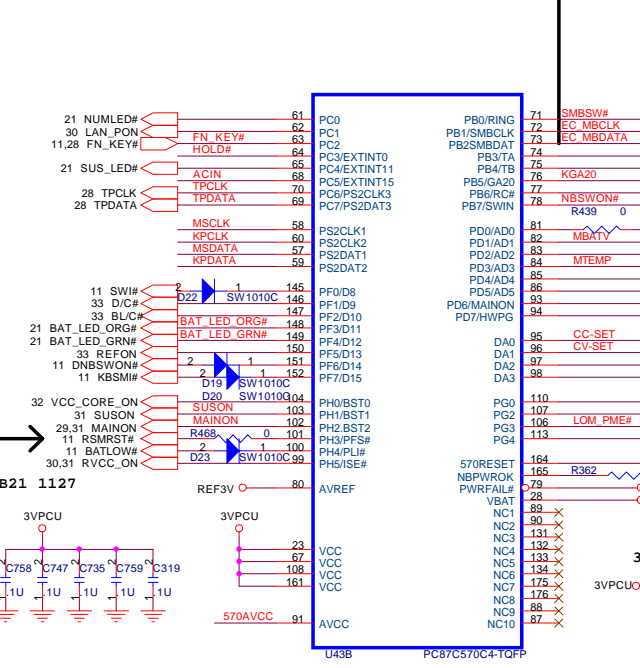 21 NUMLED# 61 PC0 PB0/RING 71 SMBSW#
30 LAN_PON 62 PC1 PB1/SMBCLK 72 EC_MBCLK
11,28 FN_KEY# FN_KEY# 63 PC2 PB2SMBDAT 73 EC_MBDATA
HOLD# 64 PC3/EXTINT0 PB3/TA 74
21 SUS_LED# 65 PC4/EXTINT11 PB4/TB 75
ACIN 68 PC5/EXTINT15 PB5/GA20 76 KGA20
28 TPCLK TPCLK 70 PC6/PS2CLK3 PB6/RC# 77
28 TPDATA TPDATA 69 PC7/PS2DAT3 PB7/SWIN 78 NBSWON#
R439 0
MSCLK 58 PS2CLK1 PD0/AD0 81
KPCLK 60 PS2CLK2 PD1/AD1 82 MBATV
MSDATA 57 PS2DAT1 PD2/AD2 83
KPDATA 59 PS2DAT2 PD3/AD3 84 MTEMP
PD4/AD4 85
11 SWI# 2 D22 SW1010C 145 PF0/D8 PD5/AD5 86
33 D/C# 146 PF1/D9 PD6/MAINON 93
33 BL/C# 147 PF2/D10 PD7/HWPG 94
21 BAT_LED_ORG# BAT_LED_ORG# 148 PF3/D11
21 BAT_LED_GRN# BAT_LED_GRN# 149 PF4/D12 DA0 95 CC-SET
33 REFON 150 PF5/D13 DA1 96 CV-SET
11 DNBSWON# 2 1 151 PF6/D14 DA2 97
11 KBSMI# 2 1 152 PF7/D15 DA3 98
D19 SW1010C
D20 SW1010C
32 VCC_CORE_ON 104 PH0/BST0 PG0 110
31 SUSON SUSON 103 PH1/BST1 PG2 107
29,31 MAINON MAINON 102 PH2.BST2 PG3 106 LOM_PME#
11 RSMRST# R468 0 101 PH3/PFS# PG4 113
11 BATLOW# 100 PH4/PLI#
30,31 RVCC_ON D23 SW1010C 99 PH5/ISE# 570RESET 164
NBPWROK 165 R362
B21 1127
REF3V 80 AVREF PWRFAIL# 79
VBAT 28
NC1 89
3VPCU 3VPCU NC2 90
NC3 131
23 VCC NC4 132
67 VCC NC5 133
108 VCC NC6 134
161 VCC NC7 175
NC8 176
NC9 88
C758 C747 C735 C759 C319
.1U .1U .1U .1U .1U
3VPCU
570AVCC 91 AVCC NC10 87
U43B PC87C570C4-TQFP